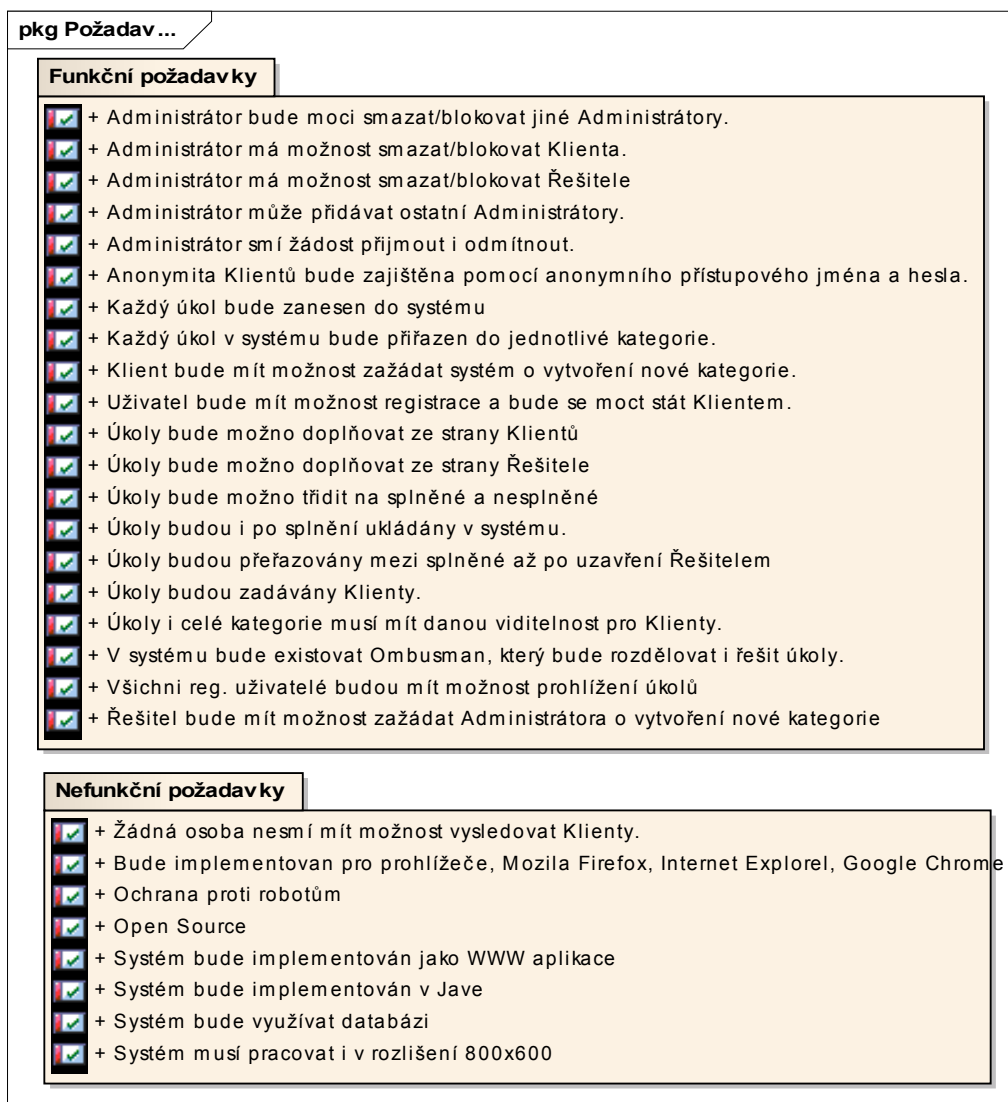 pkg Požadav...
Funkční požadavky
+ Administrátor bude moci smazat/blokovat jiné Administrátory.
+ Administrátor má možnost smazat/blokovat Klienta.
+ Administrátor má možnost smazat/blokovat Řešitele
+ Administrátor může přidávat ostatní Administrátory.
+ Administrátor smí žádost přijmout i odmítnout.
+ Anonymita Klientů bude zajištěna pomocí anonymního přístupového jména a hesla.
+ Každý úkol bude zanesen do systému
+ Každý úkol v systému bude přiřazen do jednotlivé kategorie.
+ Klient bude mít možnost zažádat systém o vytvoření nové kategorie.
+ Uživatel bude mít možnost registrace a bude se moct stát Klientem.
+ Úkoly bude možno doplňovat ze strany Klientů
+ Úkoly bude možno doplňovat ze strany Řešitele
+ Úkoly bude možno třidit na splněné a nesplněné
+ Úkoly budou i po splnění ukládány v systému.
+ Úkoly budou přeřazovány mezi splněné až po uzavření Řešitelem
+ Úkoly budou zadávány Klienty.
+ Úkoly i celé kategorie musí mít danou viditelnost pro Klienty.
+ V systému bude existovat Ombusman, který bude rozdělovat i řešit úkoly.
+ Všichni reg. uživatelé budou mít možnost prohlížení úkolů
+ Řešitel bude mít možnost zažádat Administrátora o vytvoření nové kategorie
Nefunkční požadavky
+ Žádná osoba nesmí mít možnost vysledovat Klienty.
+ Bude implementovan pro prohlížeče, Mozila Firefox, Internet Explorel, Google Chrome
+ Ochrana proti robotům
+ Open Source
+ Systém bude implementován jako WWW aplikace
+ Systém bude implementován v Jave
+ Systém bude využívat databázi
+ Systém musí pracovat i v rozlišení 800x600